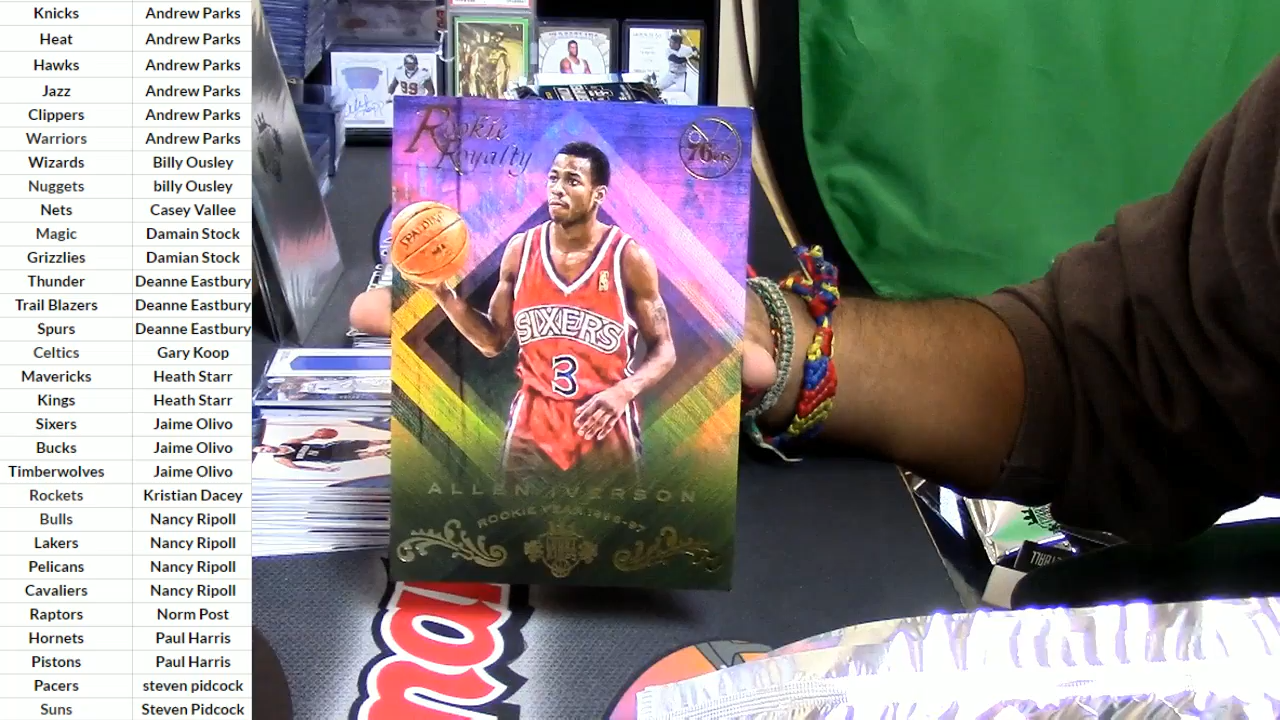 Knicks Andrew Parks
Heat Andrew Parks
Hawks Andrew Parks
Jazz Andrew Parks
Clippers Andrew Parks
Warriors Andrew Parks
Wizards Billy Ousley
Nuggets billy Ousley
Nets Casey Vallee
Magic Damain Stock
Grizzlies Damian Stock
Thunder Deanne Eastbury
Trail Blazers Deanne Eastbury
Spurs Deanne Eastbury
Celtics Gary Koop
Mavericks Heath Starr
Kings Heath Starr
Sixers Jaime Olivo
Bucks Jaime Olivo
Timberwolves Jaime Olivo
Rockets Kristian Dacey
Bulls Nancy Ripoll
Lakers Nancy Ripoll
Pelicans Nancy Ripoll
Cavaliers Nancy Ripoll
Raptors Norm Post
Hornets Paul Harris
Pistons Paul Harris
Pacers steven pidcock
Steven Pidcock
99
Rookie
Royalty
76ers
SPALDING
SIXERS
3
ALLEN IVERSON
ROOKIE YEAR 1996-97